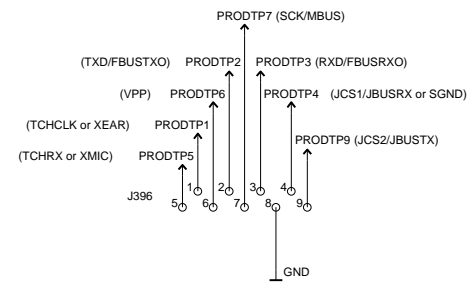 PRODTP7 (SCK/MBUS)
(TXD/FBUSTXO) PRODTP2 PRODTP3 (RXD/FBUSRXO)
(VPP) PRODTP6 PRODTP4 (JCS1/JBUSRX or SGND)
(TCHCLK or XEAR) PRODTP1
PRODTP9 (JCS2/JBUSTX)
(TCHRX or XMIC) PRODTP5
J396 1 2 3 4
5 6 7 8 9
GND